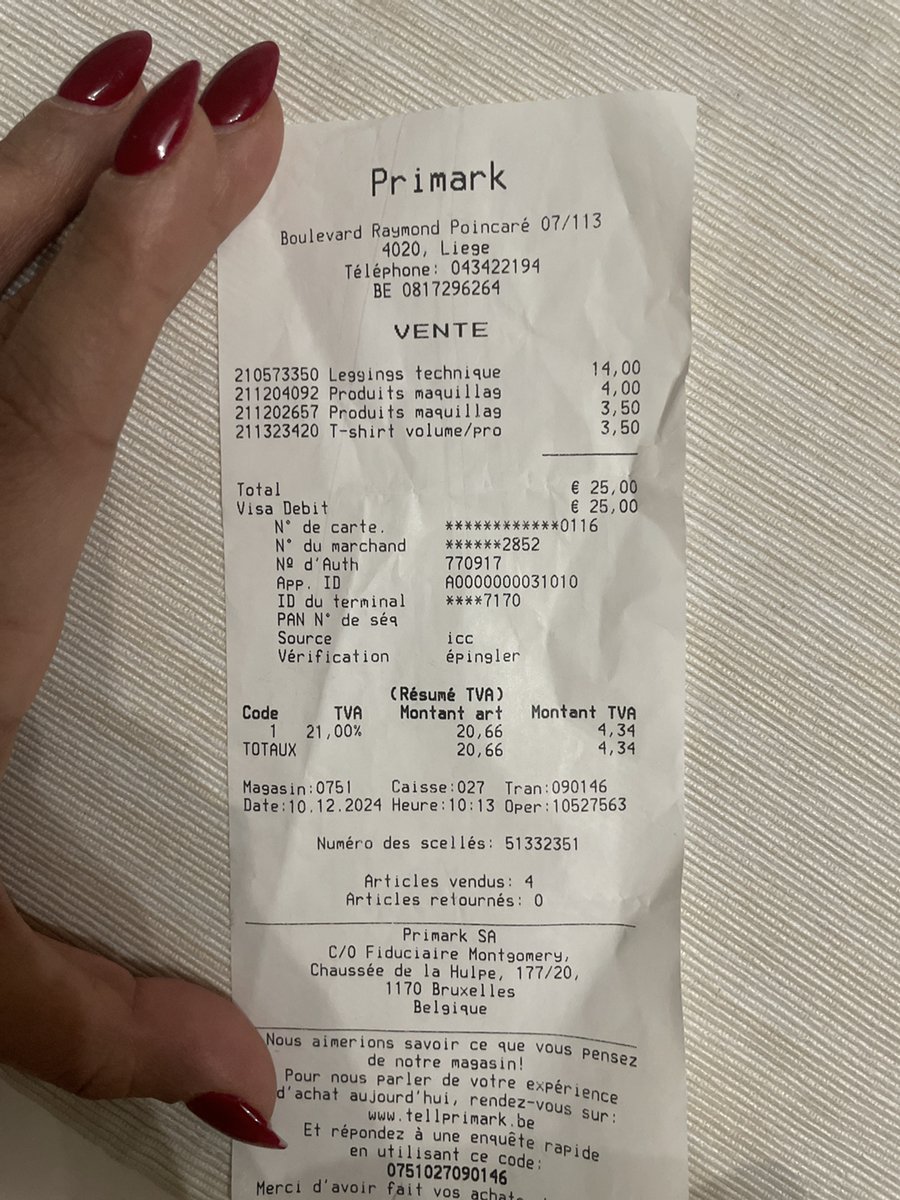 Primark
Boulevard Raymond Poincaré 07/113
4020, Liege
Téléphone: 043422194
BE 0817296264
VENTE
210573350 Leggings technique 14,00
211204092 Produits maquillag 4,00
211202657 Produits maquillag 3,50
211323420 T-shirt volume/pro 3,50
Total € 25,00
Visa Debit € 25,00
N° de carte. ************0116
N° du marchand ******2852
Nº d'Auth 770917
App. ID A0000000031010
ID du terminal ****7170
PAN N° de séq
Source icc
Vérification épingler
(Résumé TVA)
Code TVA Montant art Montant TVA
1 21,00% 20,66 4,34
TOTAUX 20,66 4,34
Magasin:0751 Caisse:027 Tran:090146
Date:10.12.2024 Heure:10:13 Oper:10527563
Numéro des scellés: 51332351
Articles vendus: 4
Articles retournés: 0
Primark SA
C/O Fiduciaire Montgomery,
Chaussée de la Hulpe, 177/20,
1170 Bruxelles
Belgique
Nous aimerions savoir ce que vous pensez
de notre magasin!
Pour nous parler de votre expérience
d'achat aujourd'hui, rendez-vous sur:
www.tellprimark.be
Et répondez à une enquête rapide
en utilisant ce code:
0751027090146
Merci d'avoir fait vos